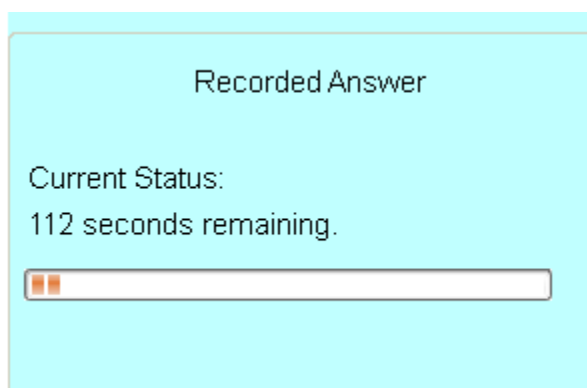 Recorded Answer
Current Status:
112 seconds remaining.